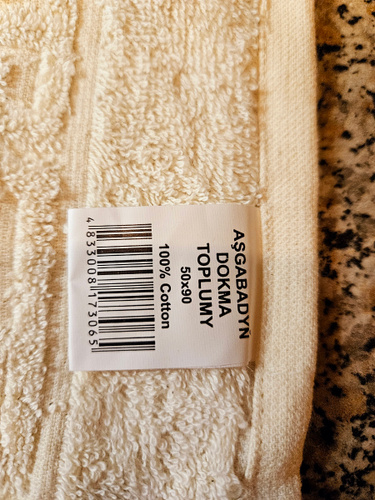 AŞGABADYN
DOKMA
TOPLUMY
50x90
100% Cotton
4833008173065